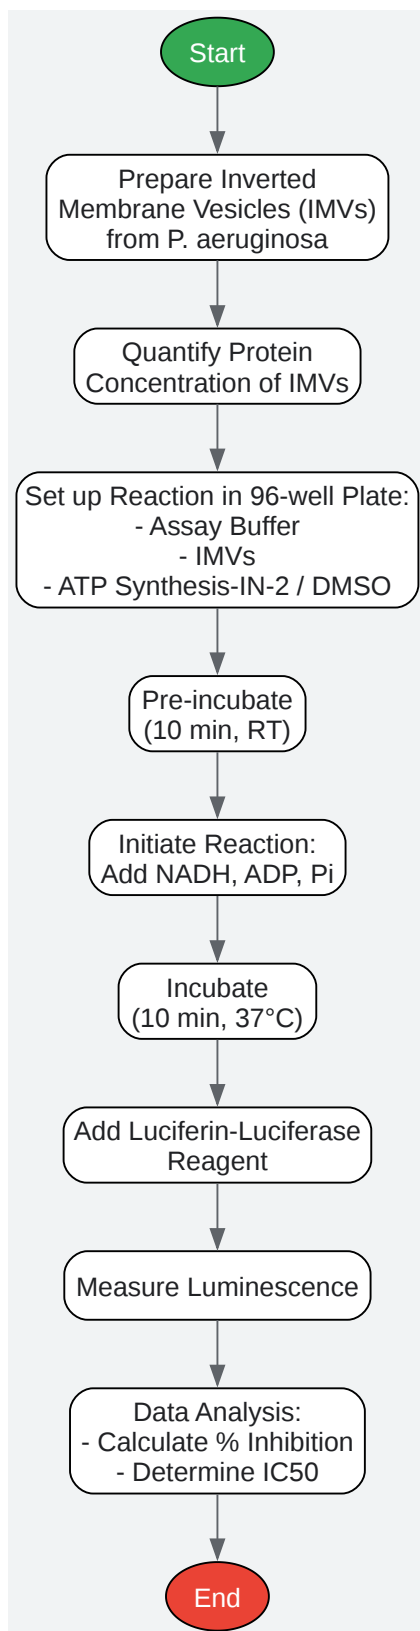 Start
Prepare Inverted
Membrane Vesicles (IMVs)
from P. aeruginosa
Quantify Protein
Concentration of IMVs
Set up Reaction in 96-well Plate:
- Assay Buffer
- IMVs
- ATP Synthesis-IN-2 / DMSO
Pre-incubate
(10 min, RT)
Initiate Reaction:
Add NADH, ADP, Pi
Incubate
(10 min, 37°C)
Add Luciferin-Luciferase
Reagent
Measure Luminescence
Data Analysis:
- Calculate % Inhibition
- Determine IC50
End